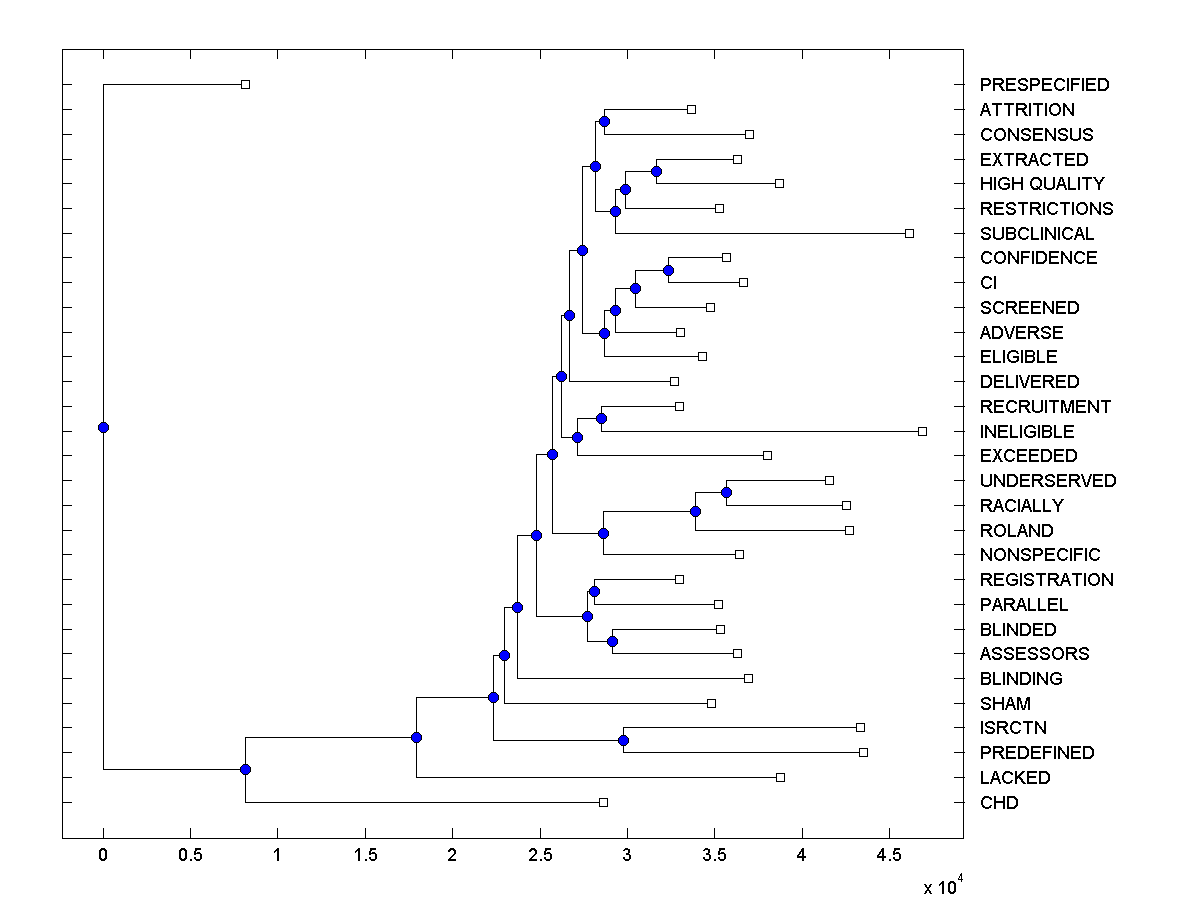 PRESPECIFIED
ATTRITION
CONSENSUS
EXTRACTED
HIGH QUALITY
RESTRICTIONS
SUBCLINICAL
CONFIDENCE
CI
SCREENED
ADVERSE
ELIGIBLE
DELIVERED
RECRUITMENT
INELIGIBLE
EXCEEDED
UNDERSERVED
RACIALLY
ROLAND
NONSPECIFIC
REGISTRATION
PARALLEL
BLINDED
ASSESSORS
BLINDING
SHAM
ISRCTN
PREDEFINED
LACKED
CHD
0 0.5 1 1.5 2 2.5 3 3.5 4 4.5
x 10^4